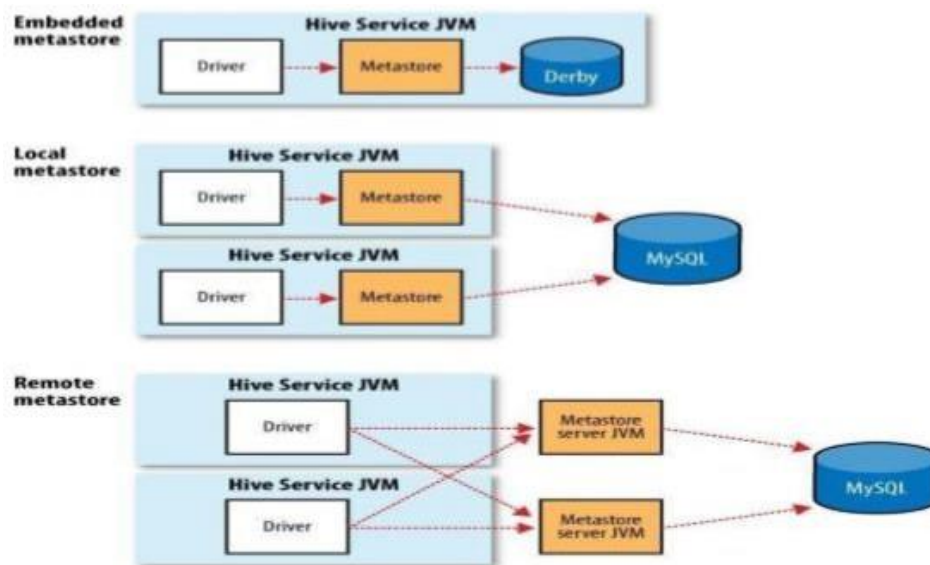 Embedded
metastore
Hive Service JVM
Driver
Metastore
Derby
Local
metastore
Hive Service JVM
Driver
Metastore
Hive Service JVM
Driver
Metastore
MySQL
Remote
metastore
Hive Service JVM
Driver
Metastore
server JVM
Hive Service JVM
Driver
Metastore
server JVM
MySQL